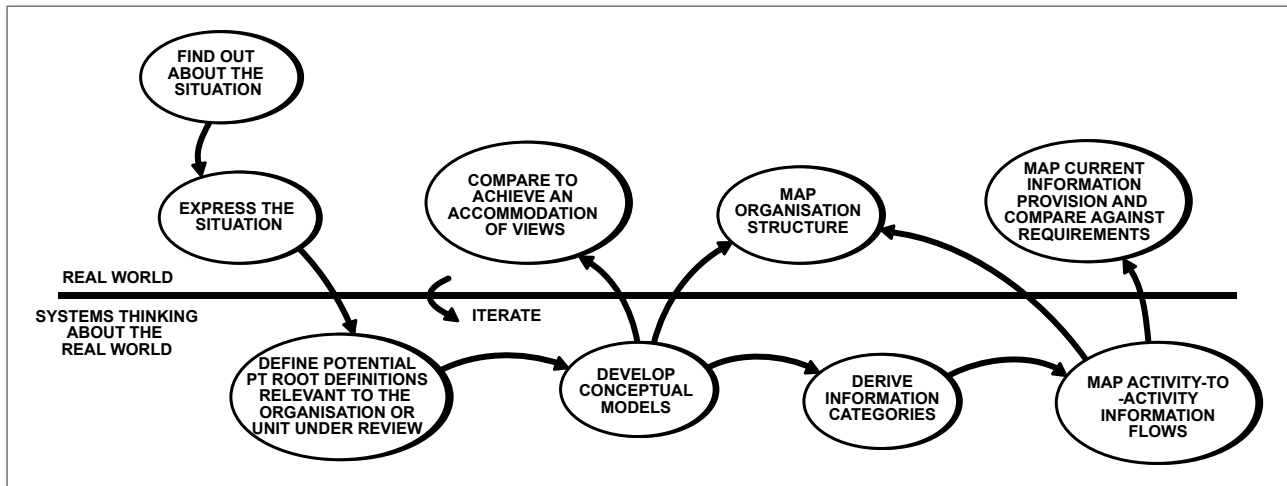 FIND OUT
ABOUT THE
SITUATION
EXPRESS THE
SITUATION
COMPARE TO
ACHIEVE AN
ACCOMMODATION
OF VIEWS
MAP
ORGANISATION
STRUCTURE
MAP CURRENT
INFORMATION
PROVISION AND
COMPARE AGAINST
REQUIREMENTS
REAL WORLD
SYSTEMS THINKING
ABOUT THE
REAL WORLD
ITERATE
DEFINE POTENTIAL
PT ROOT DEFINITIONS
RELEVANT TO THE
ORGANISATION OR
UNIT UNDER REVIEW
DEVELOP
CONCEPTUAL
MODELS
DERIVE
INFORMATION
CATEGORIES
MAP ACTIVITY-TO
-ACTIVITY
INFORMATION
FLOWS